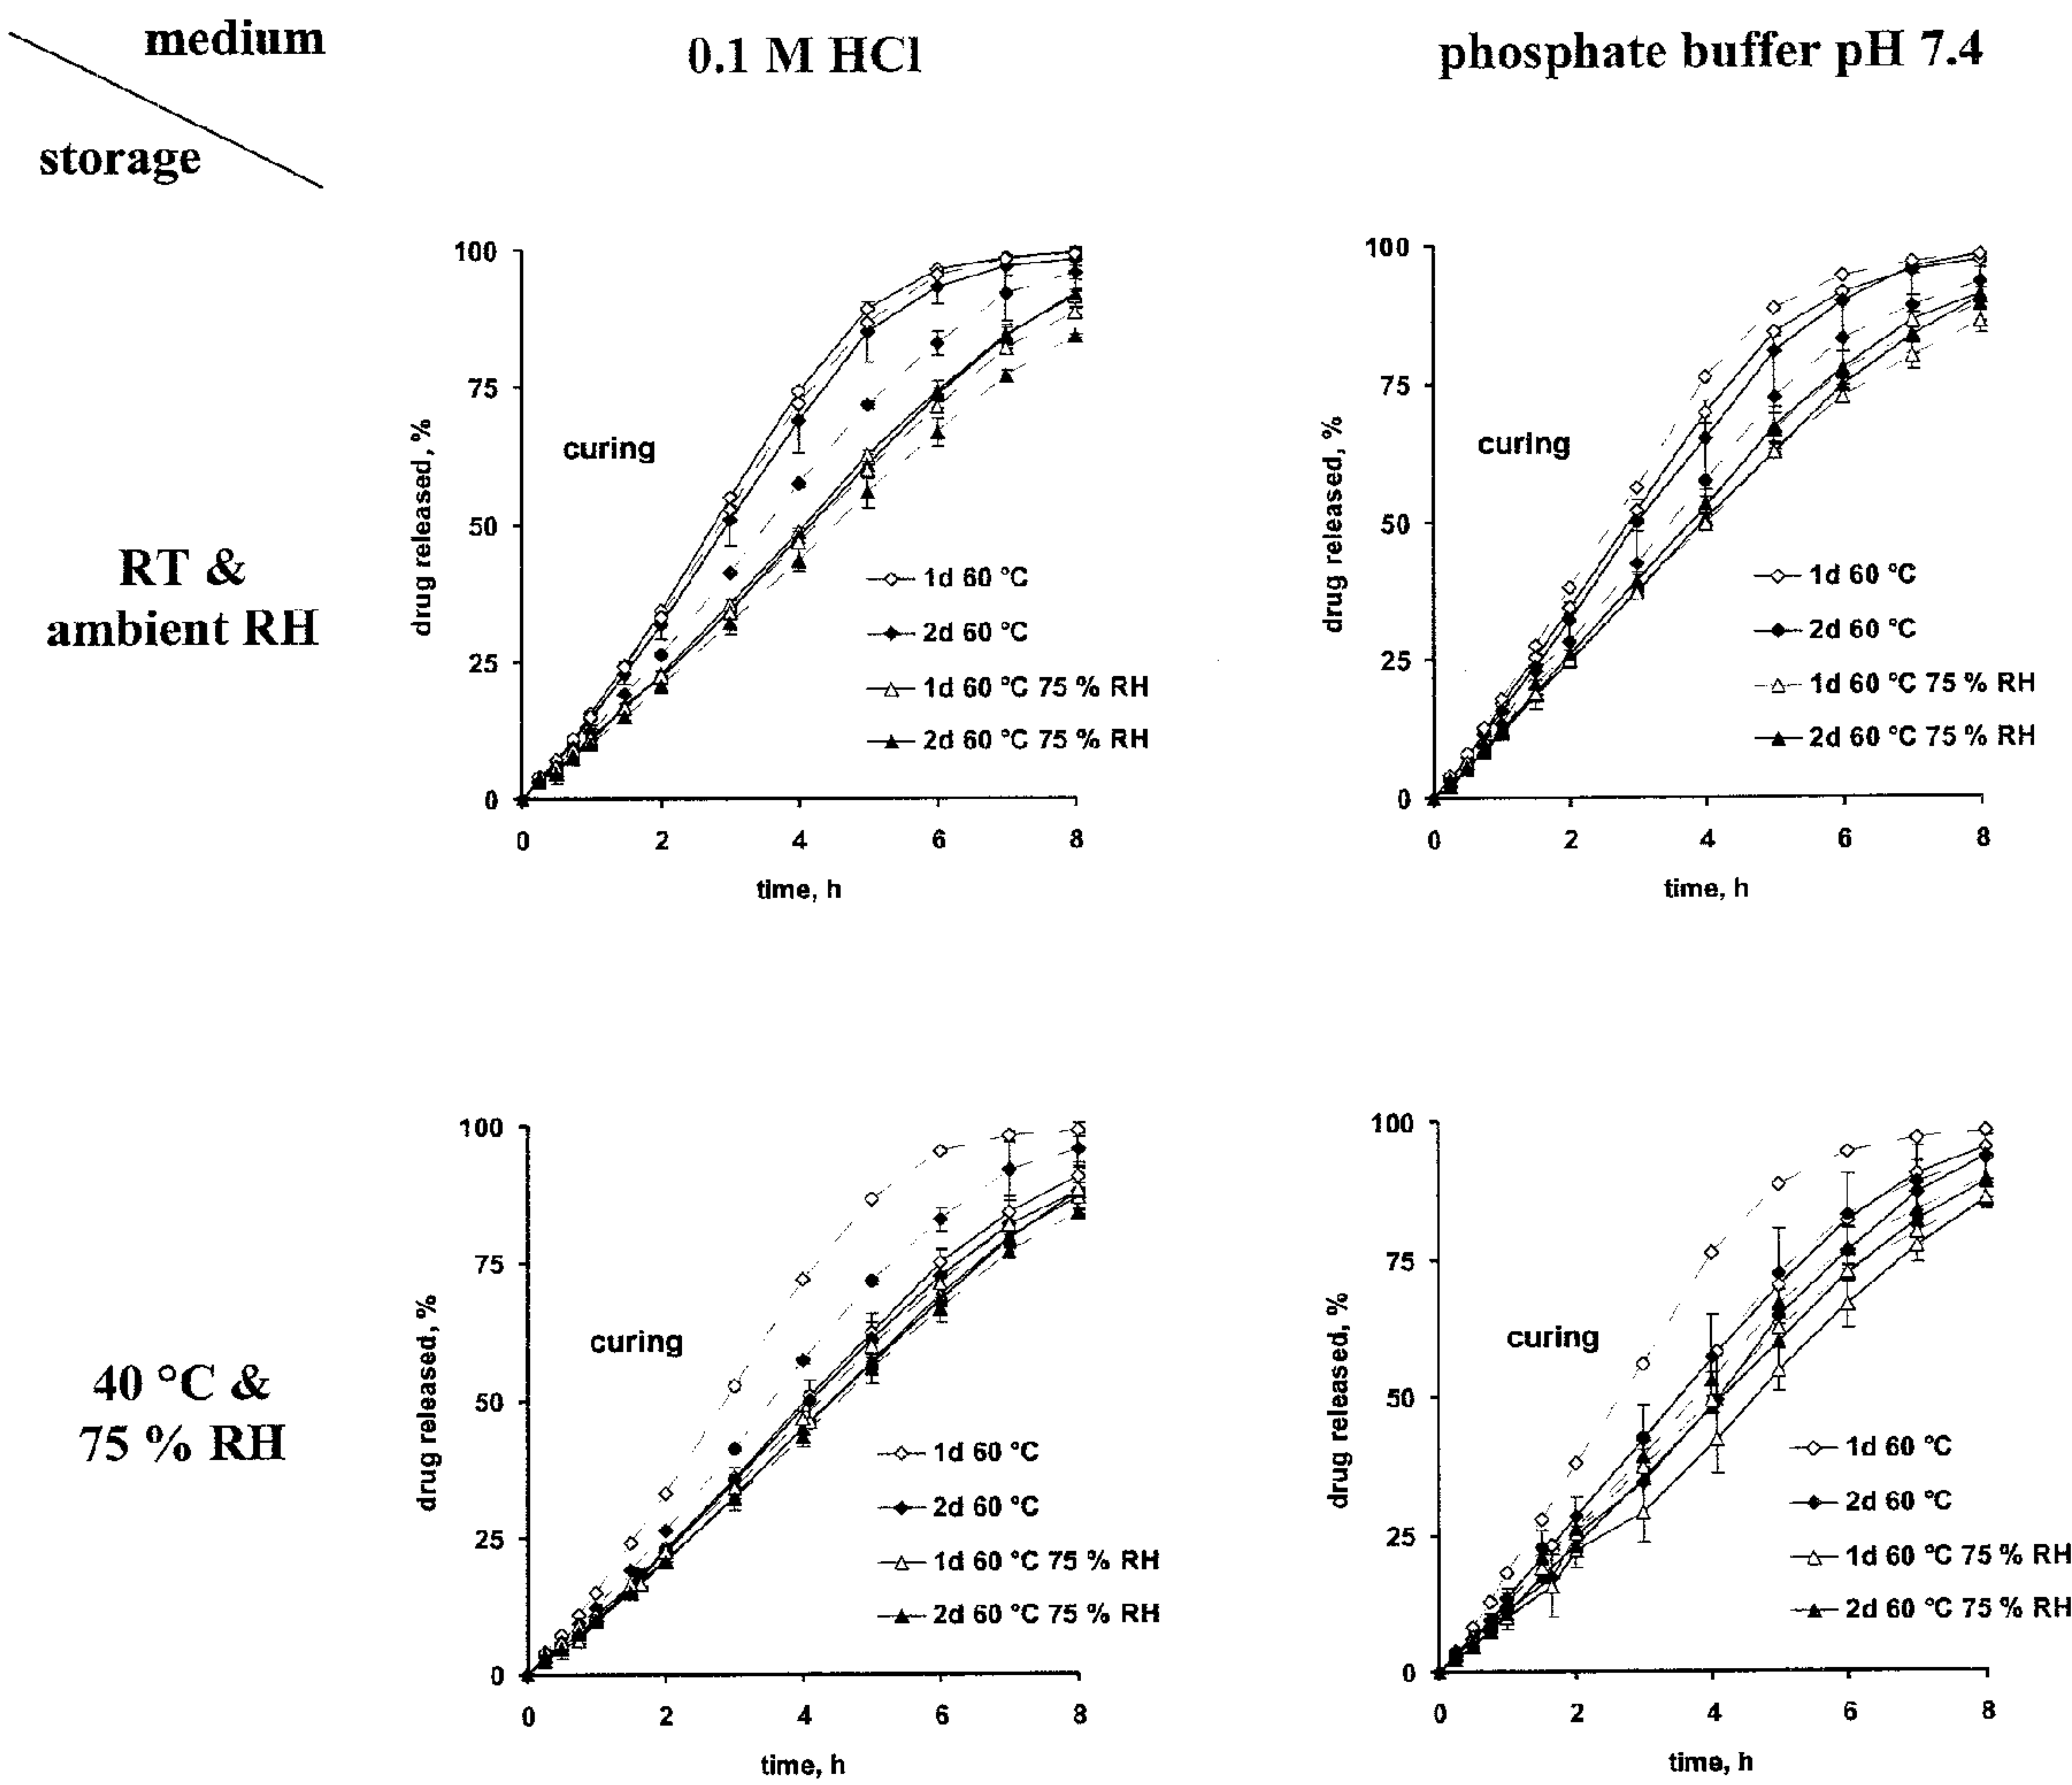 medium
storage
0.1 M HCl
phosphate buffer pH 7.4
RT &
ambient RH
100
75
50
25
0
drug released, %
curing
1d 60 °C
2d 60 °C
1d 60 °C 75 % RH
2d 60 °C 75 % RH
0 2 4 6 8
time, h
100
75
50
25
0
drug released, %
curing
1d 60 °C
2d 60 °C
1d 60 °C 75 % RH
2d 60 °C 75 % RH
0 2 4 6 8
time, h
40 °C &
75 % RH
100
75
50
25
0
drug released, %
curing
1d 60 °C
2d 60 °C
1d 60 °C 75 % RH
2d 60 °C 75 % RH
0 2 4 6 8
time, h
100
75
50
25
0
drug released, %
curing
1d 60 °C
2d 60 °C
1d 60 °C 75 % RH
2d 60 °C 75 % RH
0 2 4 6 8
time, h